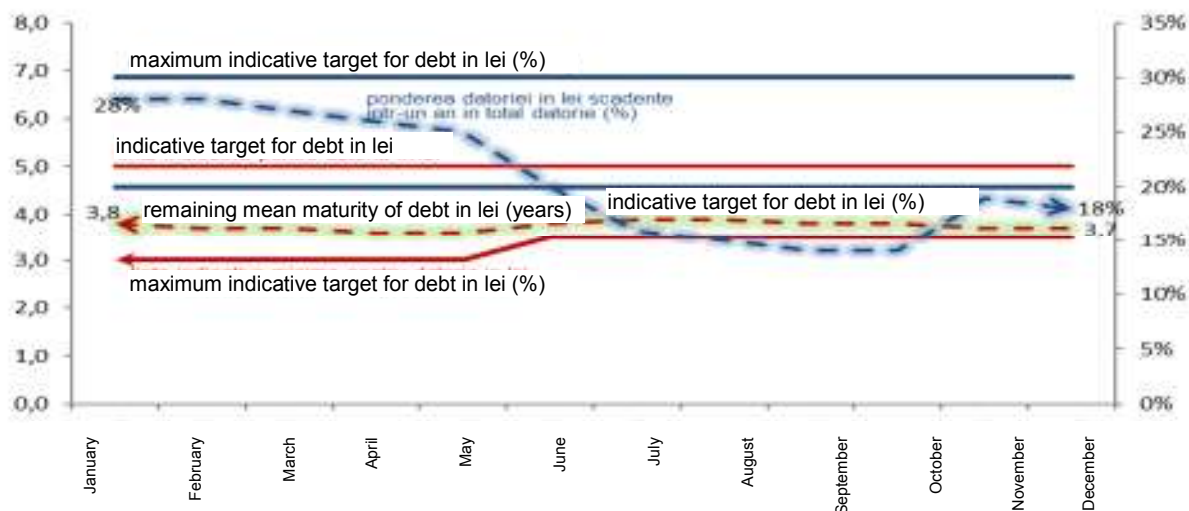 8,0
7,0
6,0
5,0
4,0
3,0
2,0
1,0
0,0
35%
30%
25%
20%
15%
10%
5%
0%
maximum indicative target for debt in lei (%)
28%
ponderea datoriei in lei scadente
intr-un an in total datorie (%)
indicative target for debt in lei
3,8
remaining mean maturity of debt in lei (years)
indicative target for debt in lei (%)
18%
3,7
maximum indicative target for debt in lei (%)
January
February
March
April
May
June
July
August
September
October
November
December